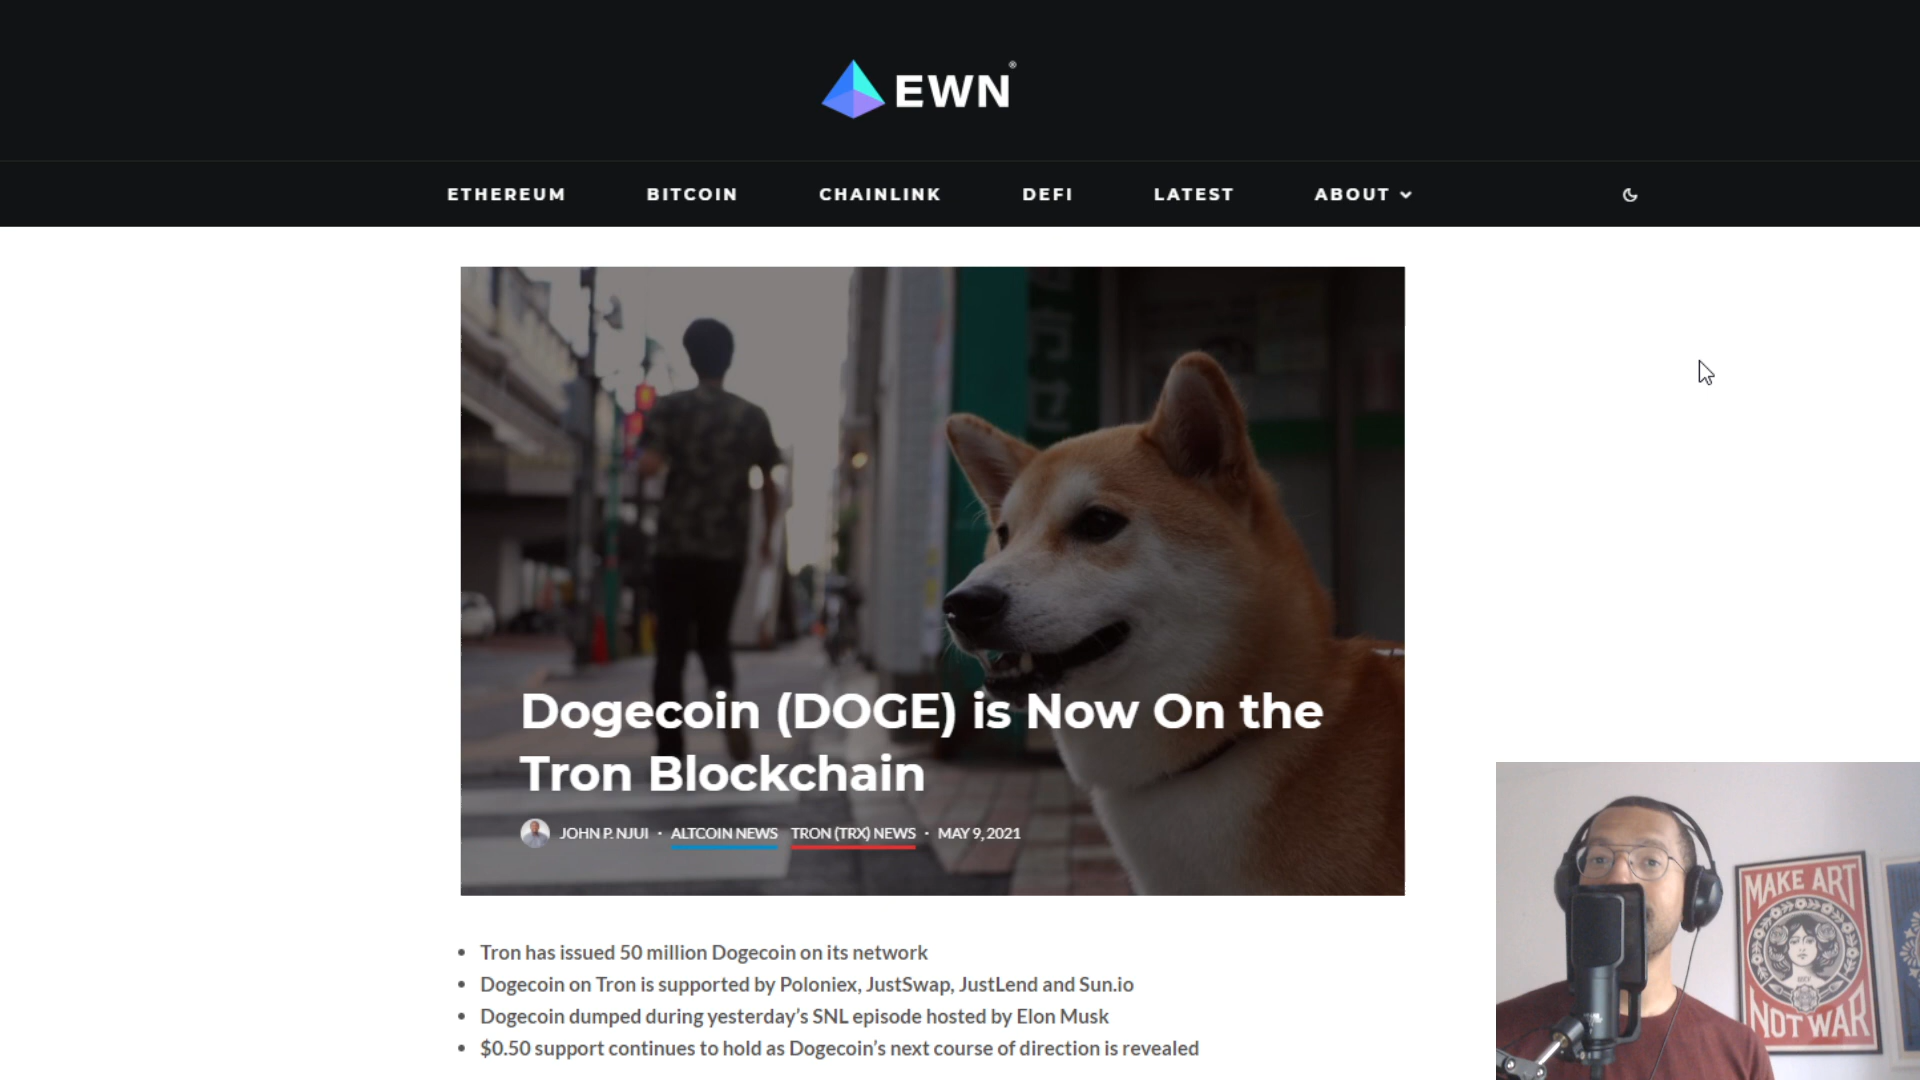 EWN®
ETHEREUM BITCOIN CHAINLINK DEFI LATEST ABOUT
Dogecoin (DOGE) is Now On the
Tron Blockchain
JOHN P. NJUI · ALTCOIN NEWS TRON (TRX) NEWS · MAY 9, 2021
• Tron has issued 50 million Dogecoin on its network
• Dogecoin on Tron is supported by Poloniex, JustSwap, JustLend and Sun.io
• Dogecoin dumped during yesterday's SNL episode hosted by Elon Musk
• $0.50 support continues to hold as Dogecoin's next course of direction is revealed
MAKE ART
NOT WAR